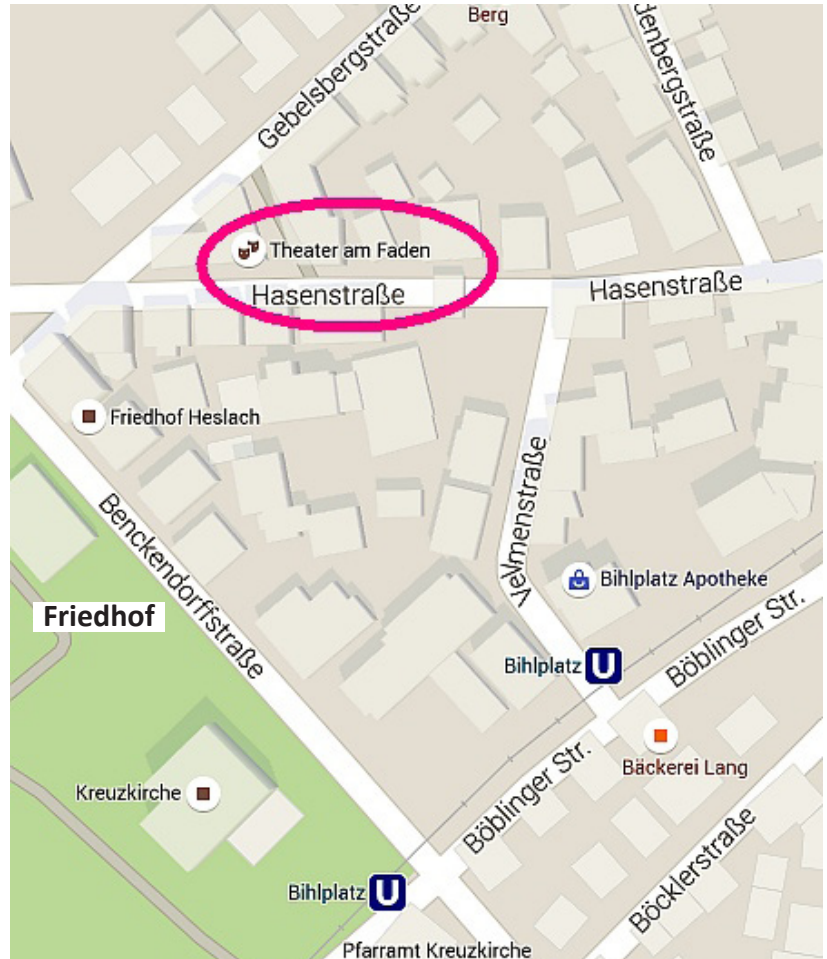 Berg
Gebelsbergstraße
denbergstraße
Theater am Faden
Hasenstraße
Hasenstraße
Friedhof Heslach
Benckendorffstraße
Velmenstraße
Bihlplatz Apotheke
Friedhof
Bihlplatz U
Böblinger Str.
Böblinger Str.
Bäckerei Lang
Kreuzkirche
Böcklerstraße
Bihlplatz U
Pfarramt Kreuzkirche